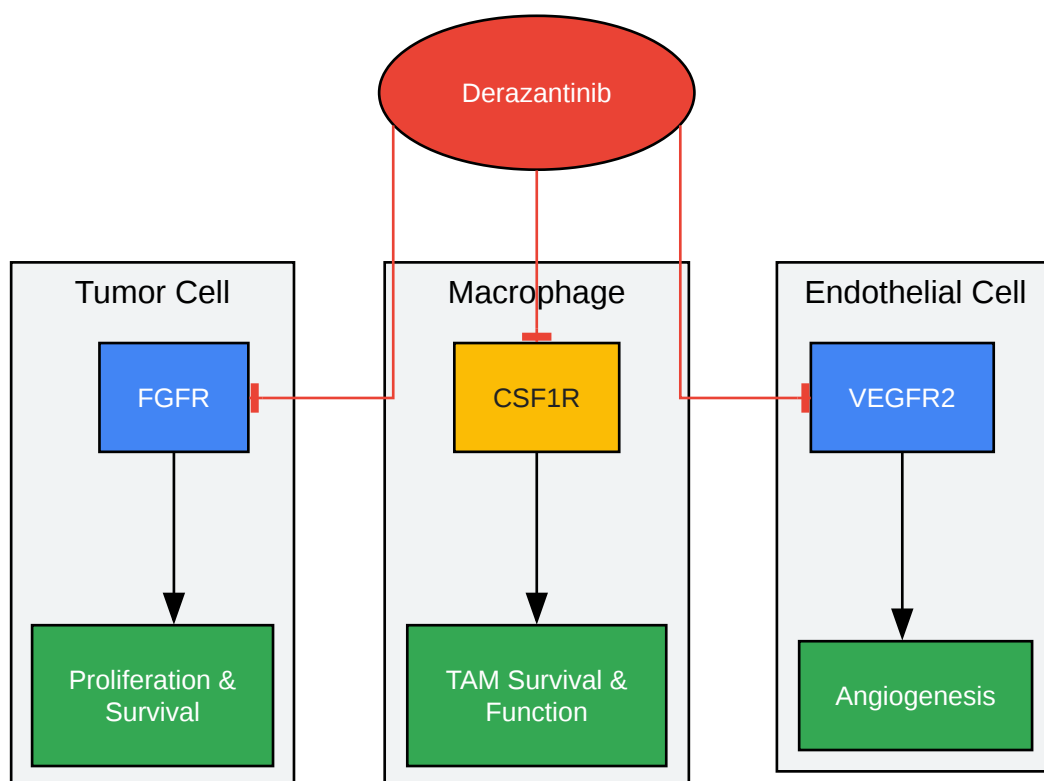 Derazantinib
Tumor Cell
Macrophage
Endothelial Cell
FGFR
CSF1R
VEGFR2
Proliferation &
Survival
TAM Survival &
Function
Angiogenesis